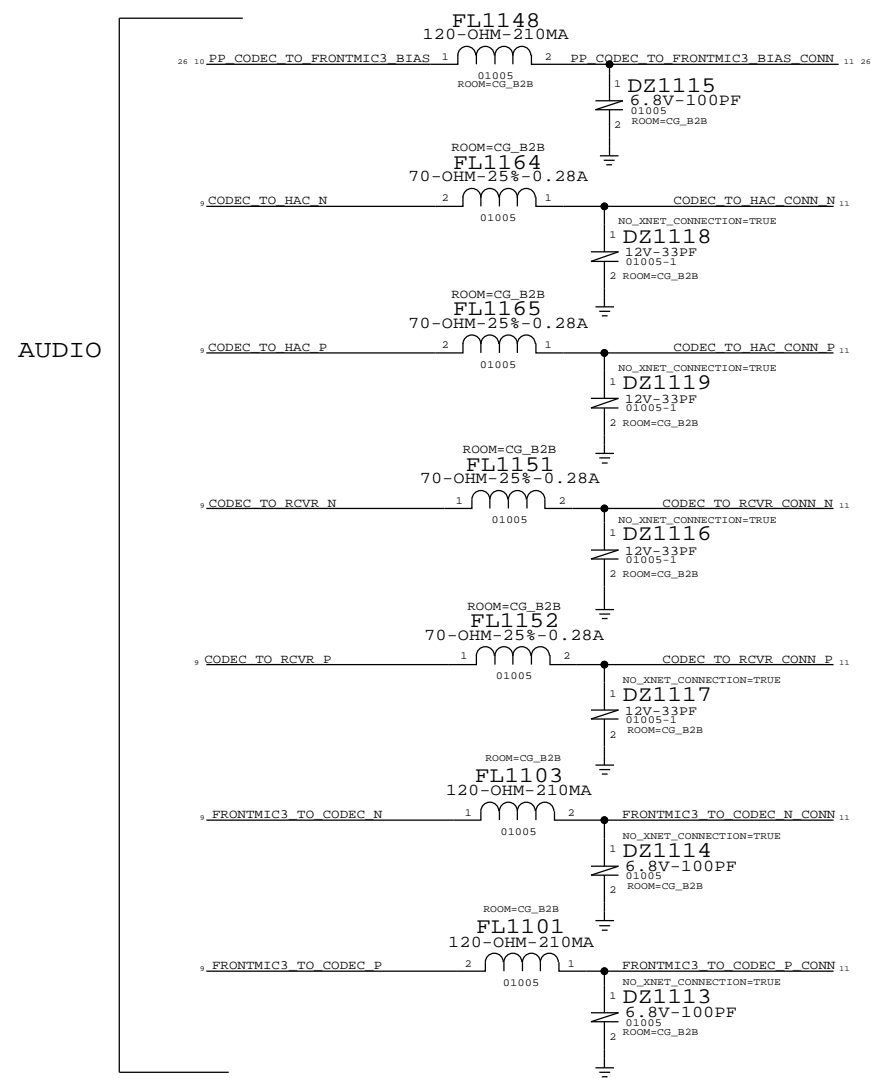 AUDIO
FL1148
120-OHM-210MA
26 10 PP_CODEC_TO_FRONTMIC3_BIAS 1 2 PP_CODEC_TO_FRONTMIC3_BIAS_CONN 11 26
01005
ROOM=CG_B2B
1 DZ1115
6.8V-100PF
01005
2 ROOM=CG_B2B
ROOM=CG_B2B
FL1164
70-OHM-25%-0.28A
9 CODEC_TO_HAC_N 2 1 CODEC_TO_HAC_CONN_N 11
01005
NO_XNET_CONNECTION=TRUE
1 DZ1118
12V-33PF
01005-1
2 ROOM=CG_B2B
ROOM=CG_B2B
FL1165
70-OHM-25%-0.28A
9 CODEC_TO_HAC_P 2 1 CODEC_TO_HAC_CONN_P 11
01005
NO_XNET_CONNECTION=TRUE
1 DZ1119
12V-33PF
01005-1
2 ROOM=CG_B2B
ROOM=CG_B2B
FL1151
70-OHM-25%-0.28A
9 CODEC_TO_RCVR_N 1 2 CODEC_TO_RCVR_CONN_N 11
01005
NO_XNET_CONNECTION=TRUE
1 DZ1116
12V-33PF
01005-1
2 ROOM=CG_B2B
ROOM=CG_B2B
FL1152
70-OHM-25%-0.28A
9 CODEC_TO_RCVR_P 1 2 CODEC_TO_RCVR_CONN_P 11
01005
NO_XNET_CONNECTION=TRUE
1 DZ1117
12V-33PF
01005-1
2 ROOM=CG_B2B
ROOM=CG_B2B
FL1103
120-OHM-210MA
9 FRONTMIC3_TO_CODEC_N 1 2 FRONTMIC3_TO_CODEC_N_CONN 11
01005
NO_XNET_CONNECTION=TRUE
1 DZ1114
6.8V-100PF
01005
2 ROOM=CG_B2B
ROOM=CG_B2B
FL1101
120-OHM-210MA
9 FRONTMIC3_TO_CODEC_P 2 1 FRONTMIC3_TO_CODEC_P_CONN 11
01005
NO_XNET_CONNECTION=TRUE
1 DZ1113
6.8V-100PF
01005
2 ROOM=CG_B2B